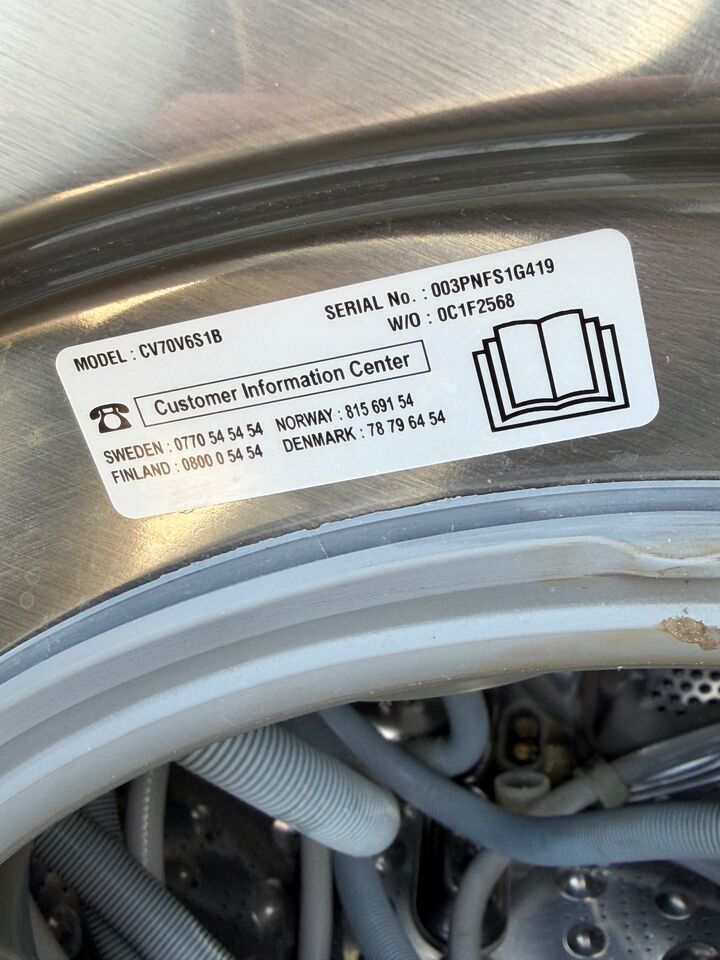 MODEL : CV70V6S1B
SERIAL No. : 003PNFS1G419
W/O : 0C1F2568
Customer Information Center
SWEDEN : 0770 54 54 54 NORWAY : 815 691 54
FINLAND : 0800 0 54 54 DENMARK : 78 79 64 54